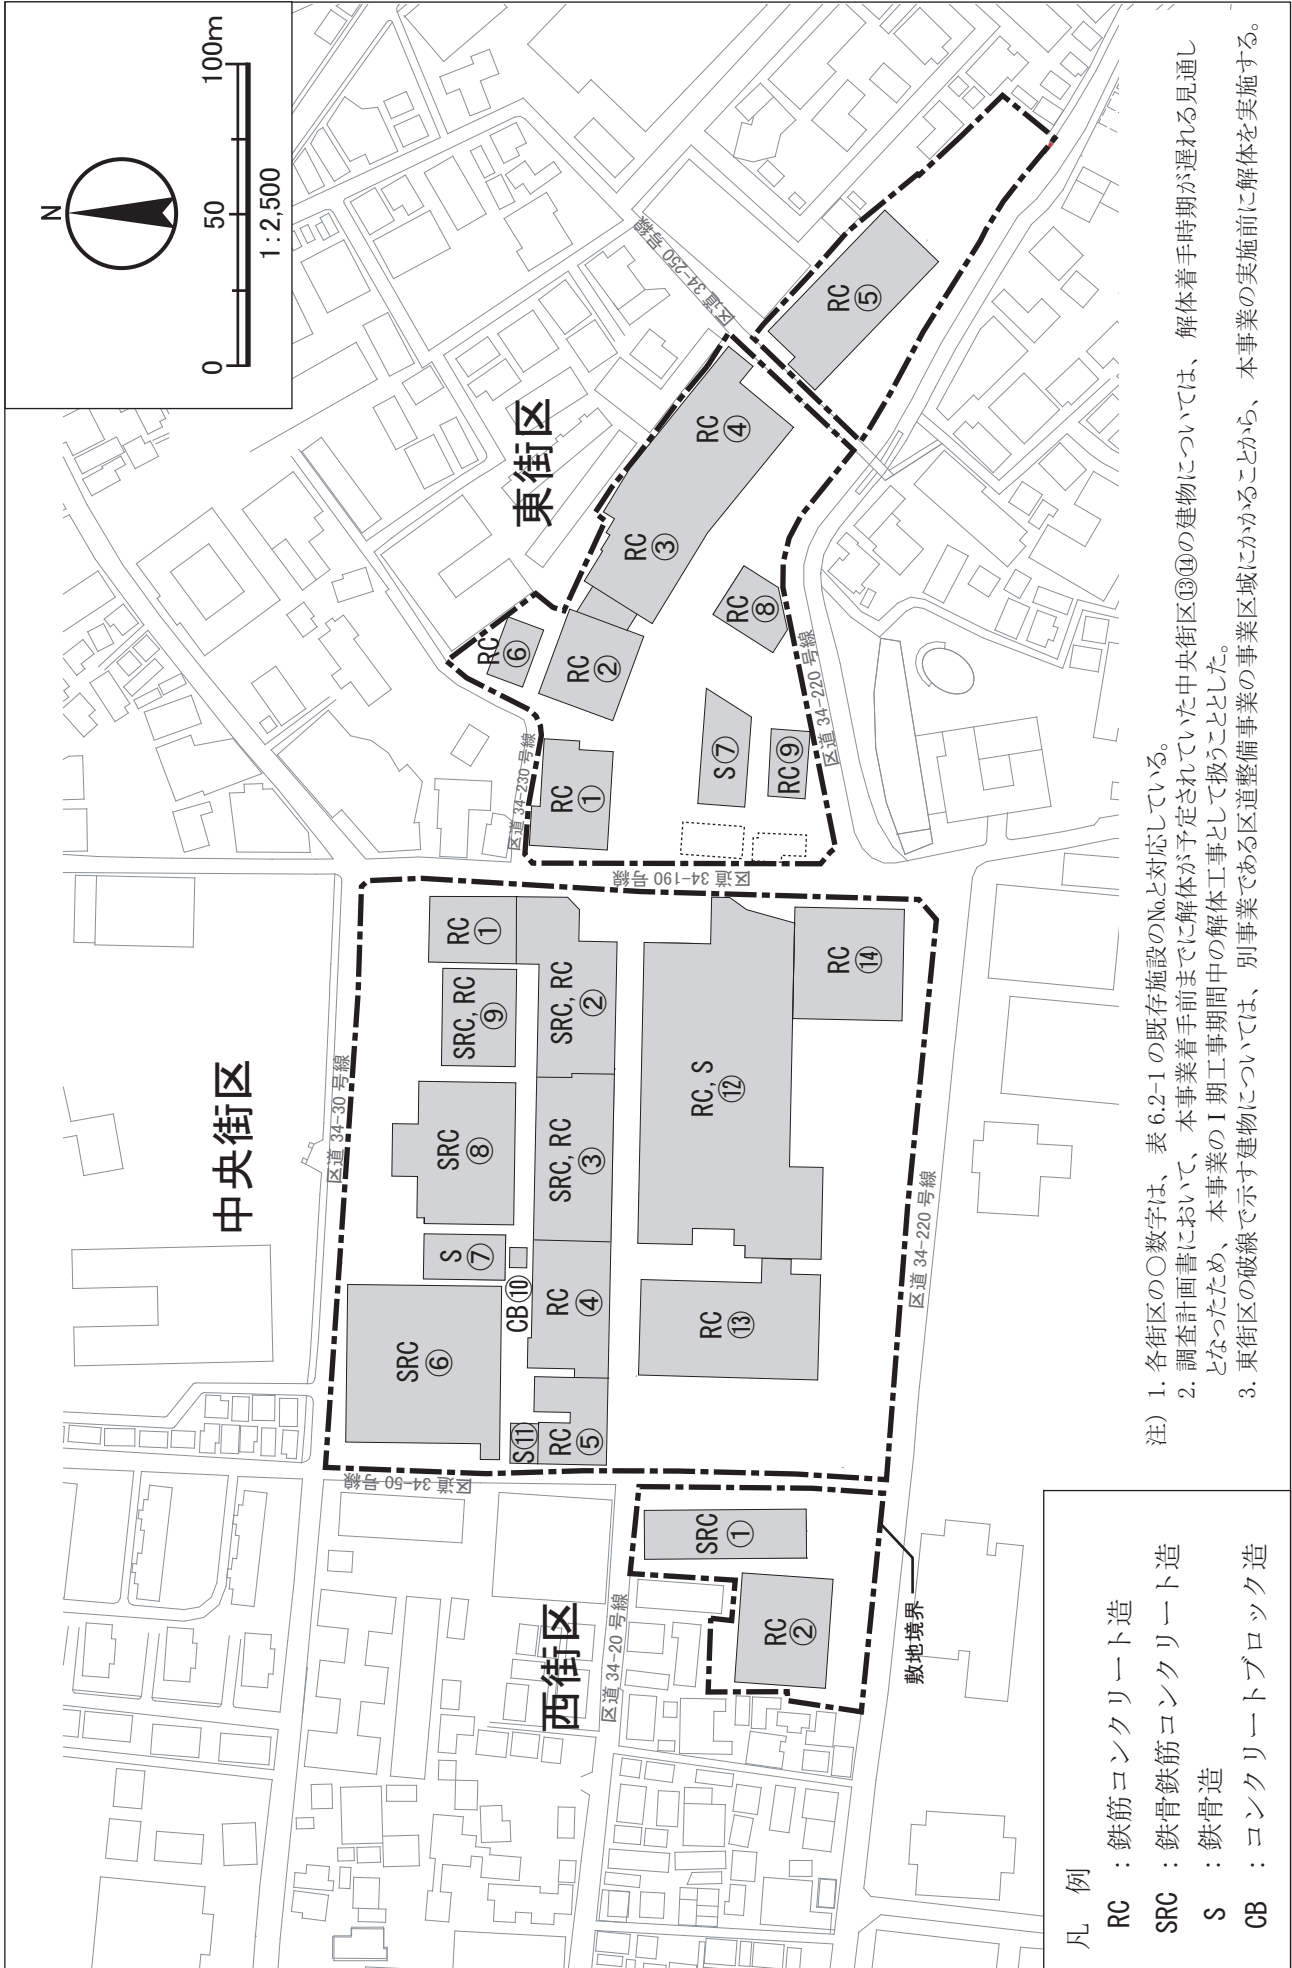 N
0 50 100m
1:2,500
東街区
中央街区
西街区
区道 34-250 号線
区道 34-230 号線
区道 34-220 号線
区道 34-190 号線
区道 34-30 号線
区道 34-220 号線
区道 34-50 号線
区道 34-20 号線
敷地境界
RC ⑤
RC ④
RC ③
RC ⑥
RC ②
RC ⑧
S ⑦
RC ⑨
RC ①
RC ①
SRC, RC ⑨
SRC, RC ②
SRC ⑧
SRC, RC ③
S ⑦
CB ⑩
RC ④
SRC ⑥
S ⑪
RC ⑤
RC, S ⑫
RC ⑭
RC ⑬
SRC ①
RC ②
注) 1. 各街区の○数字は、表 6.2-1 の既存施設の№と対応している。
2. 調査計画書において、本事業着手前までに解体が予定されていた中央街区⑬⑭の建物については、解体着手時期が遅れる見通し
となったため、本事業のⅠ期工事期間中の解体工事として扱うこととした。
3. 東街区の破線で示す建物については、別事業である区道整備事業の事業区域にかかることから、本事業の実施前に解体を実施する。
凡 例
RC : 鉄筋コンクリート造
SRC : 鉄骨鉄筋コンクリート造
S : 鉄骨造
CB : コンクリートブロック造